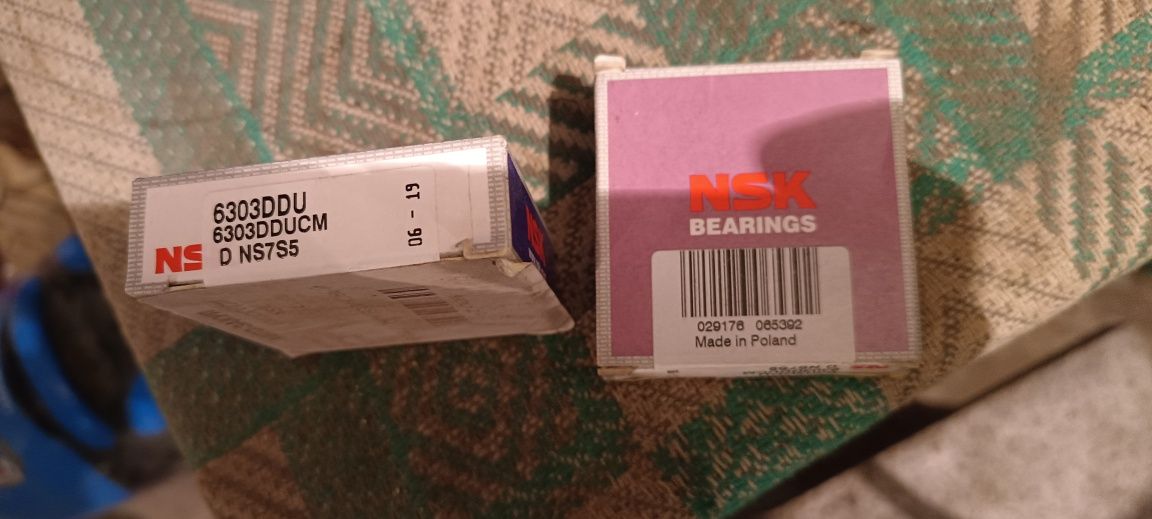 6303DDU
6303DDUCM
D NS7S5
NS
06 - 19
NSK
BEARINGS
029176 065392
Made in Poland